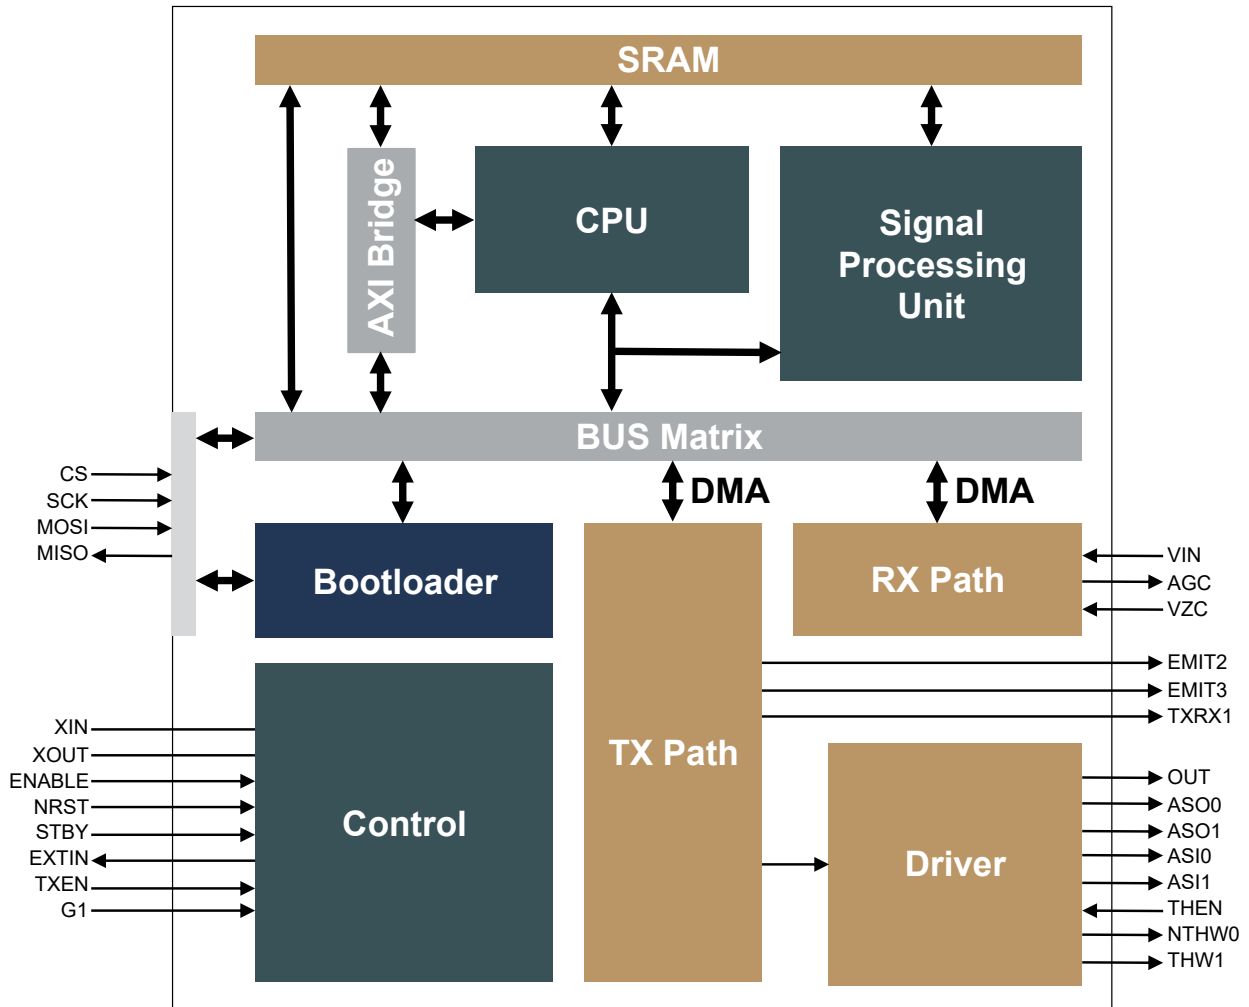 SRAM
AXI Bridge
CPU
Signal
Processing
Unit
BUS Matrix
CS
SCK
MOSI
MISO
DMA
DMA
Bootloader
RX Path
VIN
AGC
VZC
EMIT2
EMIT3
TXRX1
XIN
XOUT
ENABLE
NRST
STBY
EXTIN
TXEN
G1
Control
TX Path
Driver
OUT
ASO0
ASO1
ASI0
ASI1
THEN
NTHW0
THW1